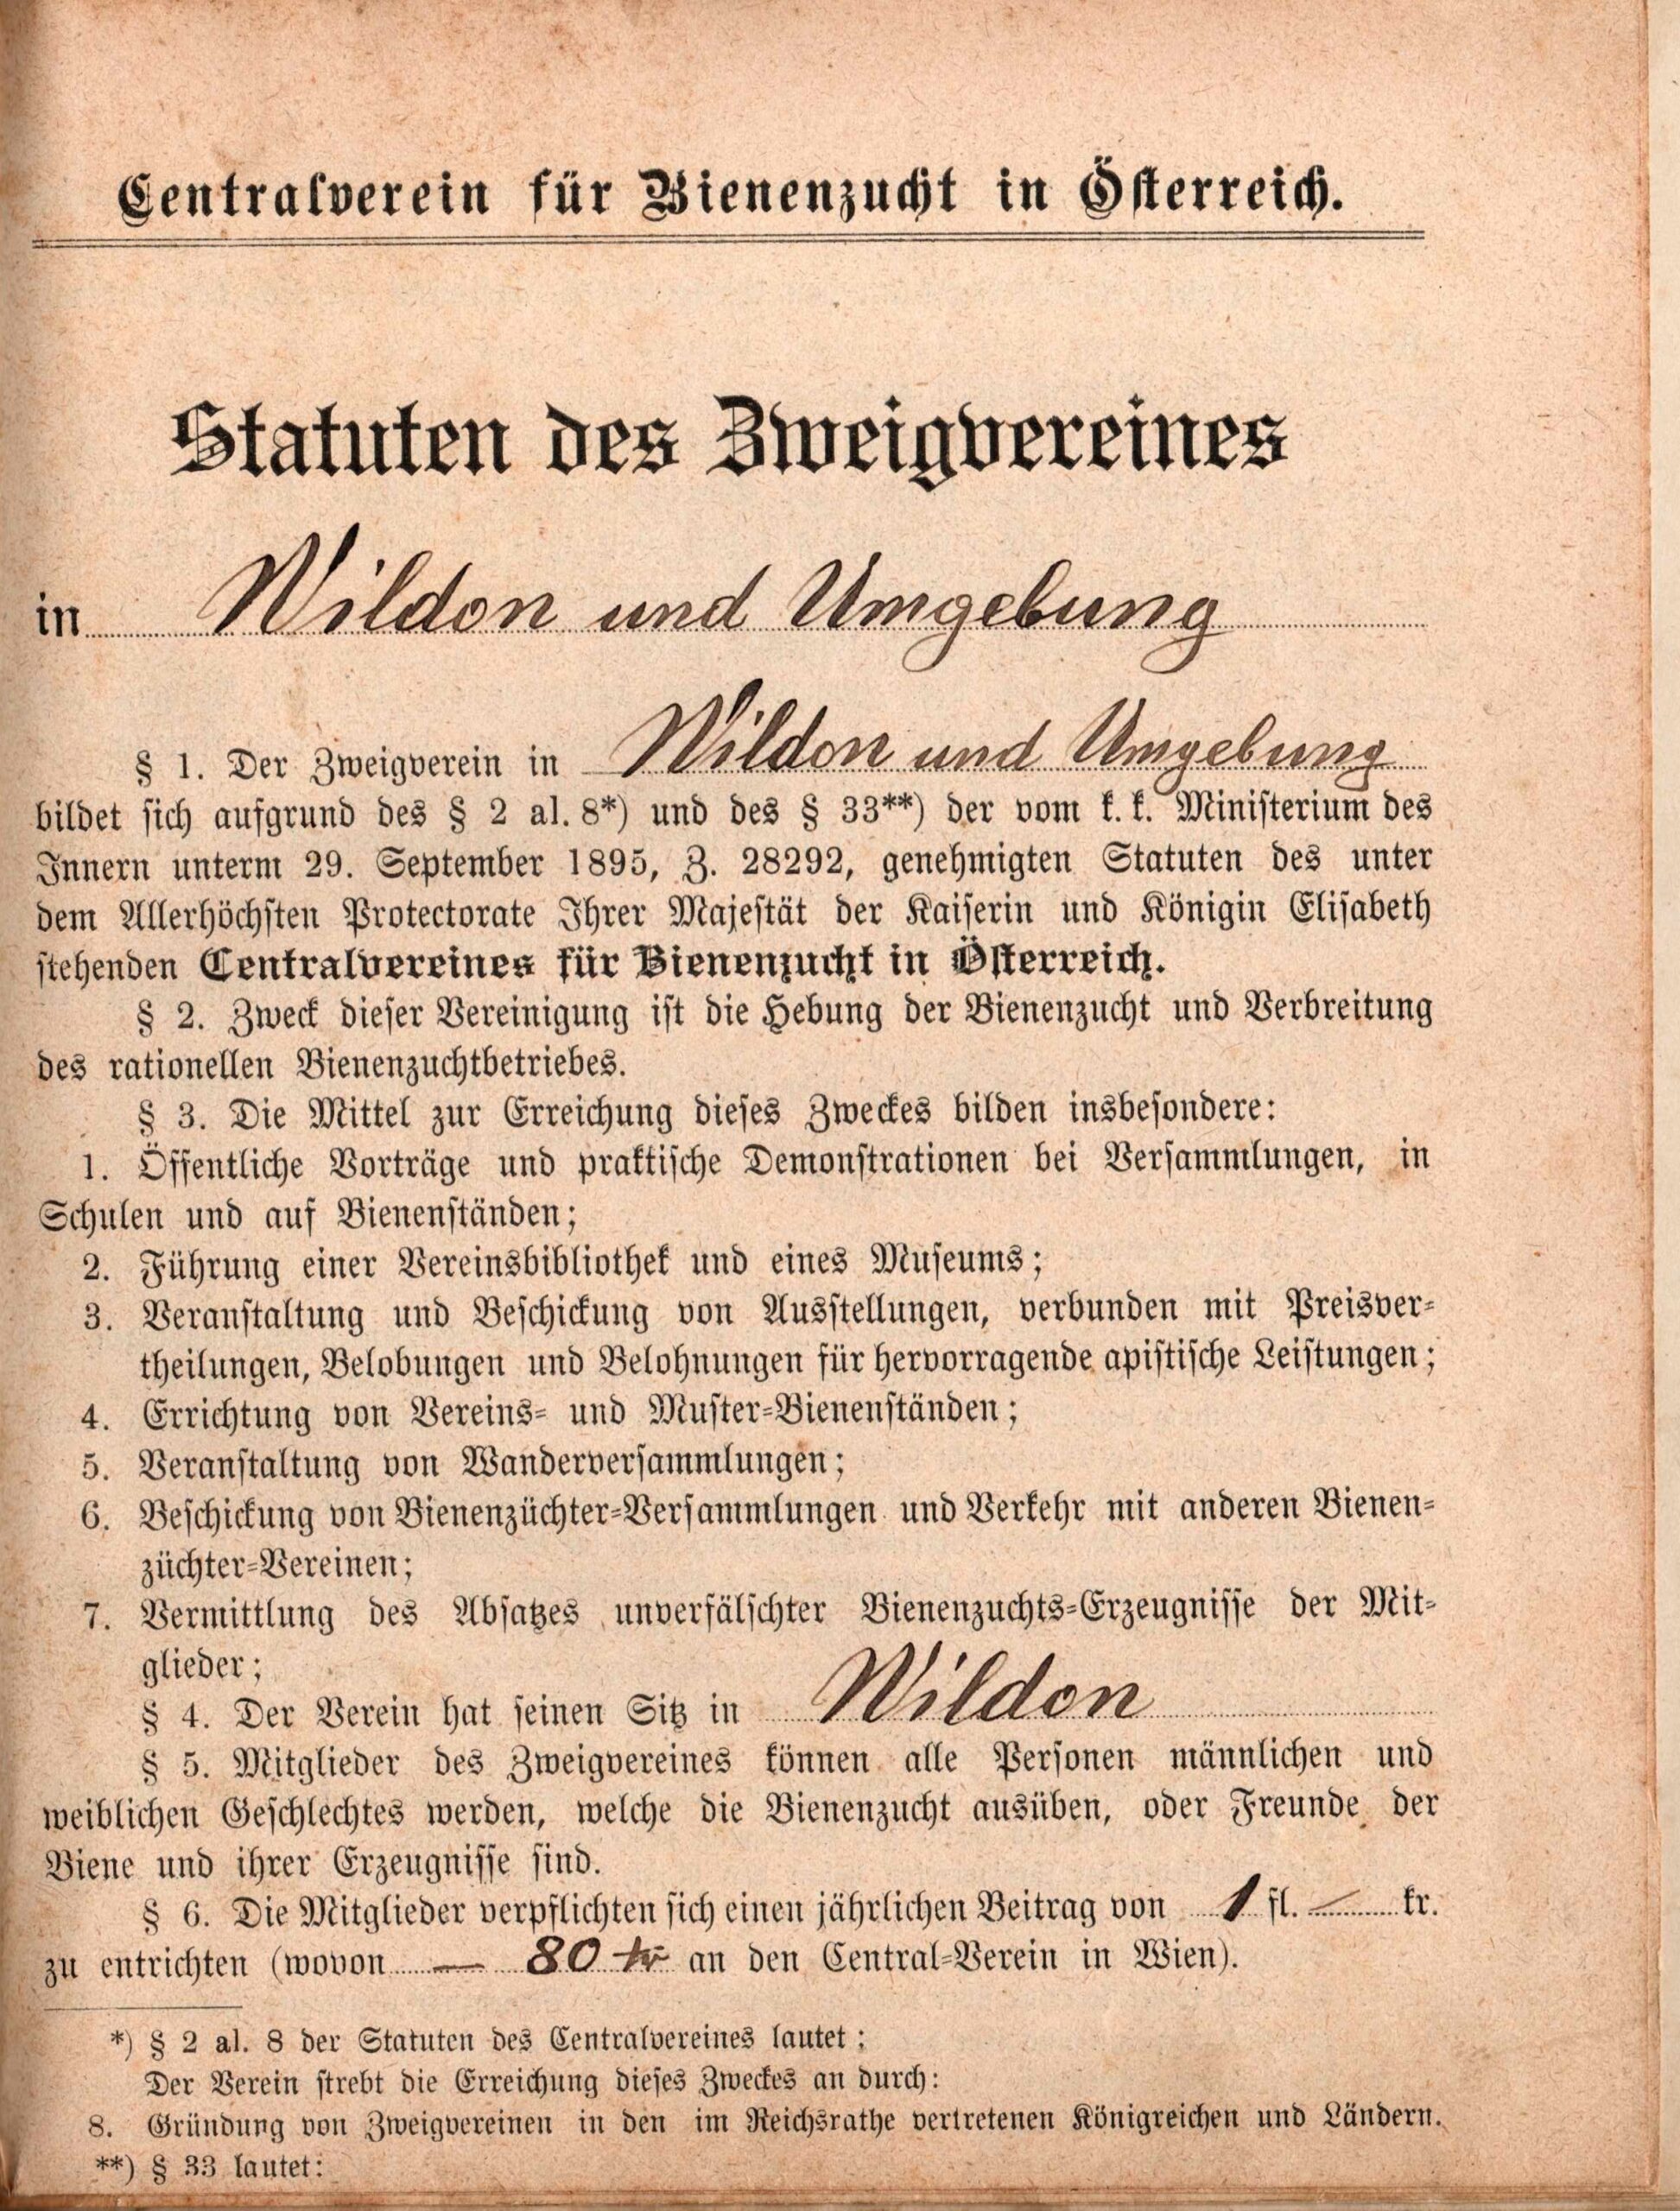 Centralverein für Bienenzucht in Österreich.
Statuten des Zweigvereines
in Wildon und Umgebung
§ 1. Der Zweigverein in Wildon und Umgebung
bildet sich aufgrund des § 2 al. 8*) und des § 33**) der vom k. k. Ministerium des
Innern unterm 29. September 1895, Z. 28292, genehmigten Statuten des unter
dem Allerhöchsten Protectorate Ihrer Majestät der Kaiserin und Königin Elisabeth
stehenden Centralvereines für Bienenzucht in Österreich.
§ 2. Zweck dieser Vereinigung ist die Hebung der Bienenzucht und Verbreitung
des rationellen Bienenzuchtbetriebes.
§ 3. Die Mittel zur Erreichung dieses Zweckes bilden insbesondere:
1. Öffentliche Vorträge und praktische Demonstrationen bei Versammlungen, in
Schulen und auf Bienenständen;
2. Führung einer Vereinsbibliothek und eines Museums;
3. Veranstaltung und Beschickung von Ausstellungen, verbunden mit Preisver-
theilungen, Belobungen und Belohnungen für hervorragende apistische Leistungen;
4. Errichtung von Vereins- und Muster-Bienenständen;
5. Veranstaltung von Wanderversammlungen;
6. Beschickung von Bienenzüchter-Versammlungen und Verkehr mit anderen Bienen-
züchter-Vereinen;
7. Vermittlung des Absatzes unverfälschter Bienenzuchts-Erzeugnisse der Mit-
glieder;
§ 4. Der Verein hat seinen Sitz in Wildon
§ 5. Mitglieder des Zweigvereines können alle Personen männlichen und
weiblichen Geschlechtes werden, welche die Bienenzucht ausüben, oder Freunde der
Biene und ihrer Erzeugnisse sind.
§ 6. Die Mitglieder verpflichten sich einen jährlichen Beitrag von 1 fl. — kr.
zu entrichten (wovon — 80 kr an den Central-Verein in Wien).
*) § 2 al. 8 der Statuten des Centralvereines lautet:
Der Verein strebt die Erreichung dieses Zweckes an durch:
8. Gründung von Zweigvereinen in den im Reichsrathe vertretenen Königreichen und Ländern.
**) § 33 lautet: